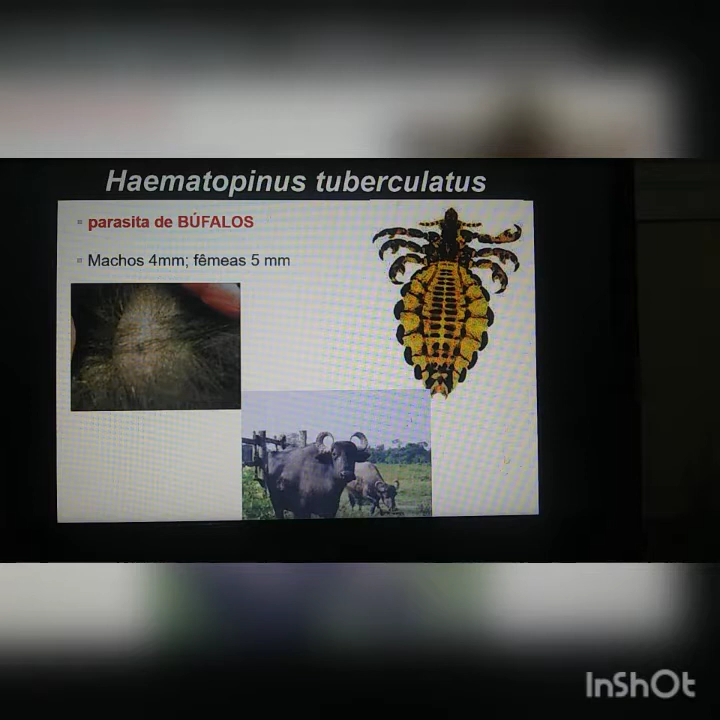 Haematopinus tuberculatus
parasita de BÚFALOS
Machos 4mm; fêmeas 5 mm
InShOt